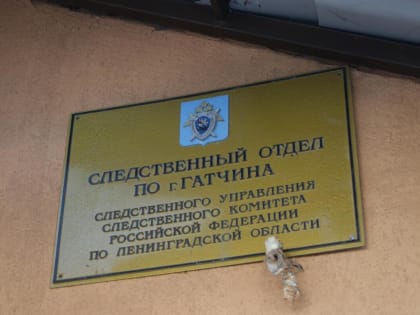 СЛЕДСТВЕННЫЙ ОТДЕЛ
ПО г. ГАТЧИНА
СЛЕДСТВЕННОГО УПРАВЛЕНИЯ
СЛЕДСТВЕННОГО КОМИТЕТА
РОССИЙСКОЙ ФЕДЕРАЦИИ
ПО ЛЕНИНГРАДСКОЙ ОБЛАСТИ